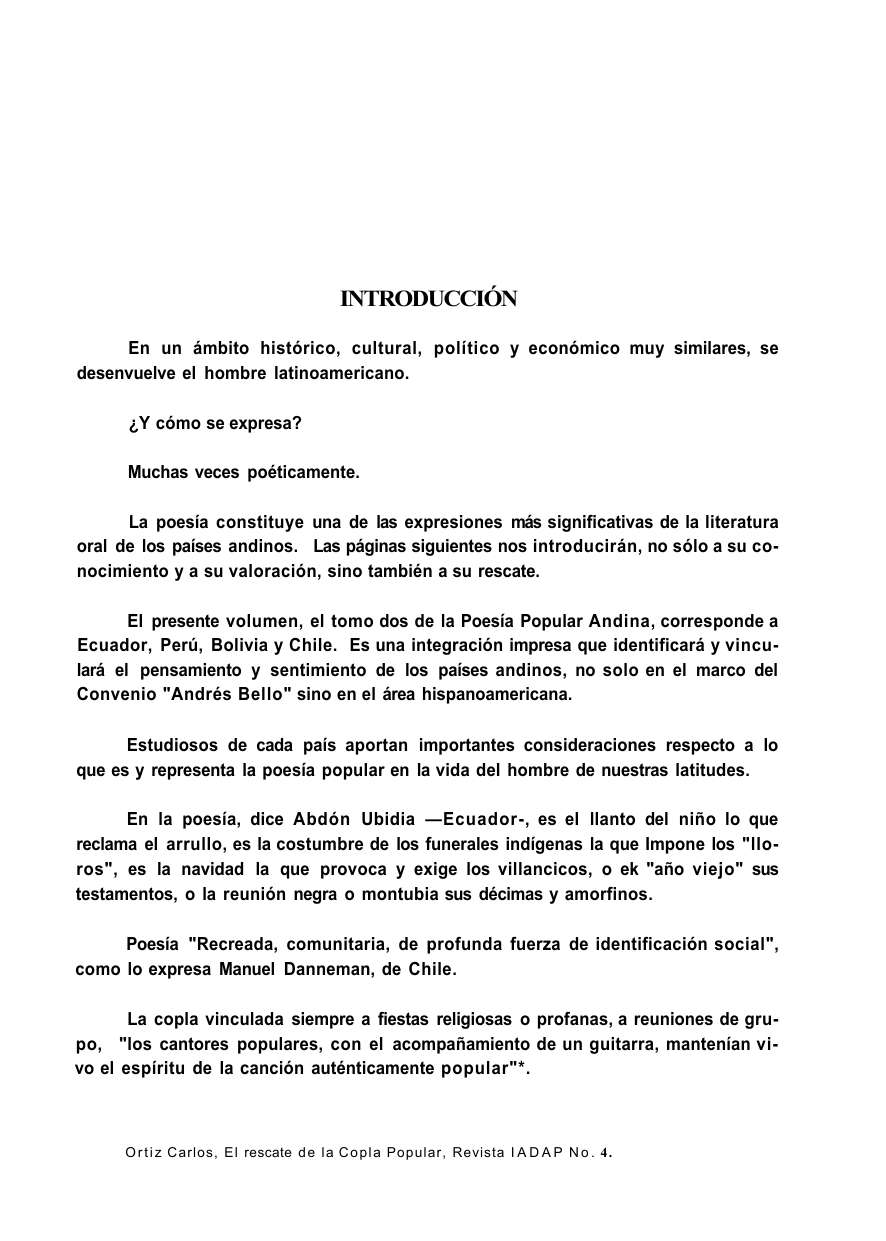 INTRODUCCIÓN
En un ámbito histórico, cultural, político y económico muy similares, se
desenvuelve el hombre latinoamericano.
¿Y cómo se expresa?
Muchas veces poéticamente.
La poesía constituye una de las expresiones más significativas de la literatura
oral de los países andinos. Las páginas siguientes nos introducirán, no sólo a su co-
nocimiento y a su valoración, sino también a su rescate.
El presente volumen, el tomo dos de la Poesía Popular Andina, corresponde a
Ecuador, Perú, Bolivia y Chile. Es una integración impresa que identificará y vincu-
lará el pensamiento y sentimiento de los países andinos, no solo en el marco del
Convenio "Andrés Bello" sino en el área hispanoamericana.
Estudiosos de cada país aportan importantes consideraciones respecto a lo
que es y representa la poesía popular en la vida del hombre de nuestras latitudes.
En la poesía, dice Abdón Ubidia —Ecuador-, es el llanto del niño lo que
reclama el arrullo, es la costumbre de los funerales indígenas la que Impone los "llo-
ros", es la navidad la que provoca y exige los villancicos, o ek "año viejo" sus
testamentos, o la reunión negra o montubia sus décimas y amorfinos.
Poesía "Recreada, comunitaria, de profunda fuerza de identificación social",
como lo expresa Manuel Danneman, de Chile.
La copla vinculada siempre a fiestas religiosas o profanas, a reuniones de gru-
po, "los cantores populares, con el acompañamiento de un guitarra, mantenían vi-
vo el espíritu de la canción auténticamente popular"*.
Ortiz Carlos, El rescate de la Copla Popular, Revista IADAP No. 4.